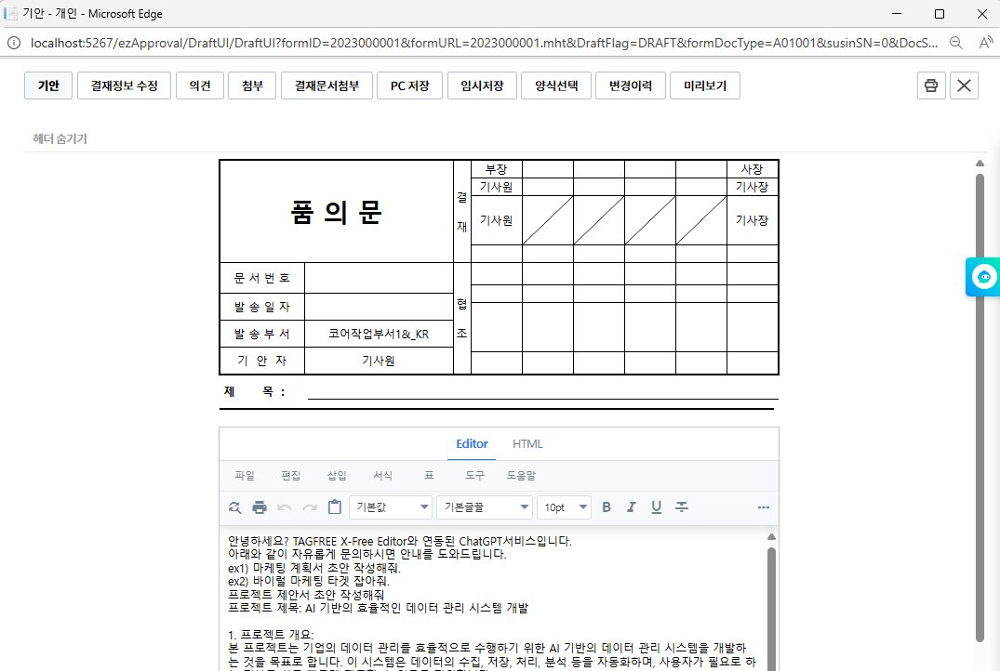 기안 - 개인 - Microsoft Edge
localhost:5267/ezApproval/DraftUI/DraftUI?formID=2023000001&formURL=2023000001.mht&DraftFlag=DRAFT&formDocType=A01001&susinSN=0&DocS...
기안 결재정보 수정 의견 첨부 결재문서첨부 PC 저장 임시저장 양식선택 변경이력 미리보기
헤더 숨기기
품 의 문
결 재
부장 사장
기사원 기사장
기사원 기사장
문 서 번 호
발 송 일 자
협 조
발 송 부 서 코어작업부서1&_KR
기 안 자 기사원
제 목 :
Editor HTML
파일 편집 삽입 서식 표 도구 도움말
기본값 기본글꼴 10pt B I U
안녕하세요? TAGFREE X-Free Editor와 연동된 ChatGPT서비스입니다.
아래와 같이 자유롭게 문의하시면 안내를 도와드립니다.
ex1) 마케팅 계획서 초안 작성해줘.
ex2) 바이럴 마케팅 타겟 잡아줘.
프로젝트 제안서 초안 작성해줘
프로젝트 제목: AI 기반의 효율적인 데이터 관리 시스템 개발
1. 프로젝트 개요:
본 프로젝트는 기업의 데이터 관리를 효율적으로 수행하기 위한 AI 기반의 데이터 관리 시스템을 개발하
는 것을 목표로 합니다. 이 시스템은 데이터의 수집, 저장, 처리, 분석 등을 자동화하며, 사용자가 필요로 하